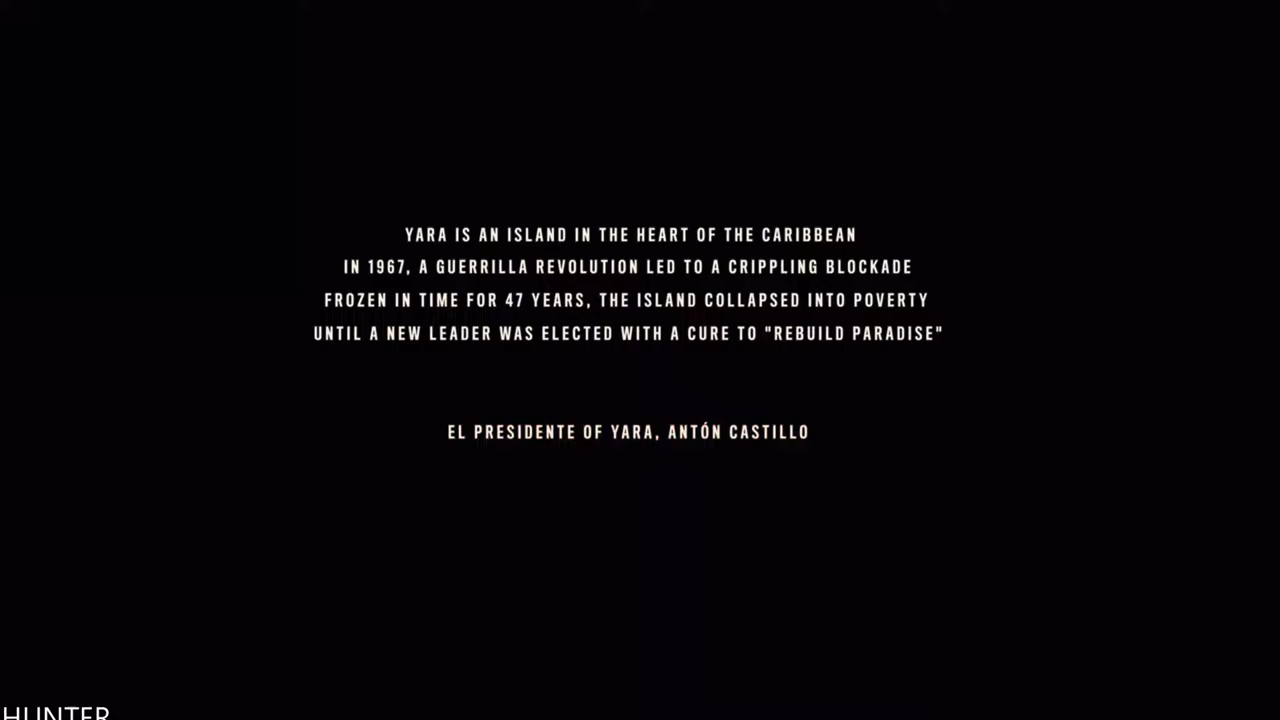 YARA IS AN ISLAND IN THE HEART OF THE CARIBBEAN
IN 1967, A GUERRILLA REVOLUTION LED TO A CRIPPLING BLOCKADE
FROZEN IN TIME FOR 47 YEARS, THE ISLAND COLLAPSED INTO POVERTY
UNTIL A NEW LEADER WAS ELECTED WITH A CURE TO "REBUILD PARADISE"
EL PRESIDENTE OF YARA, ANTÓN CASTILLO
HUNTER